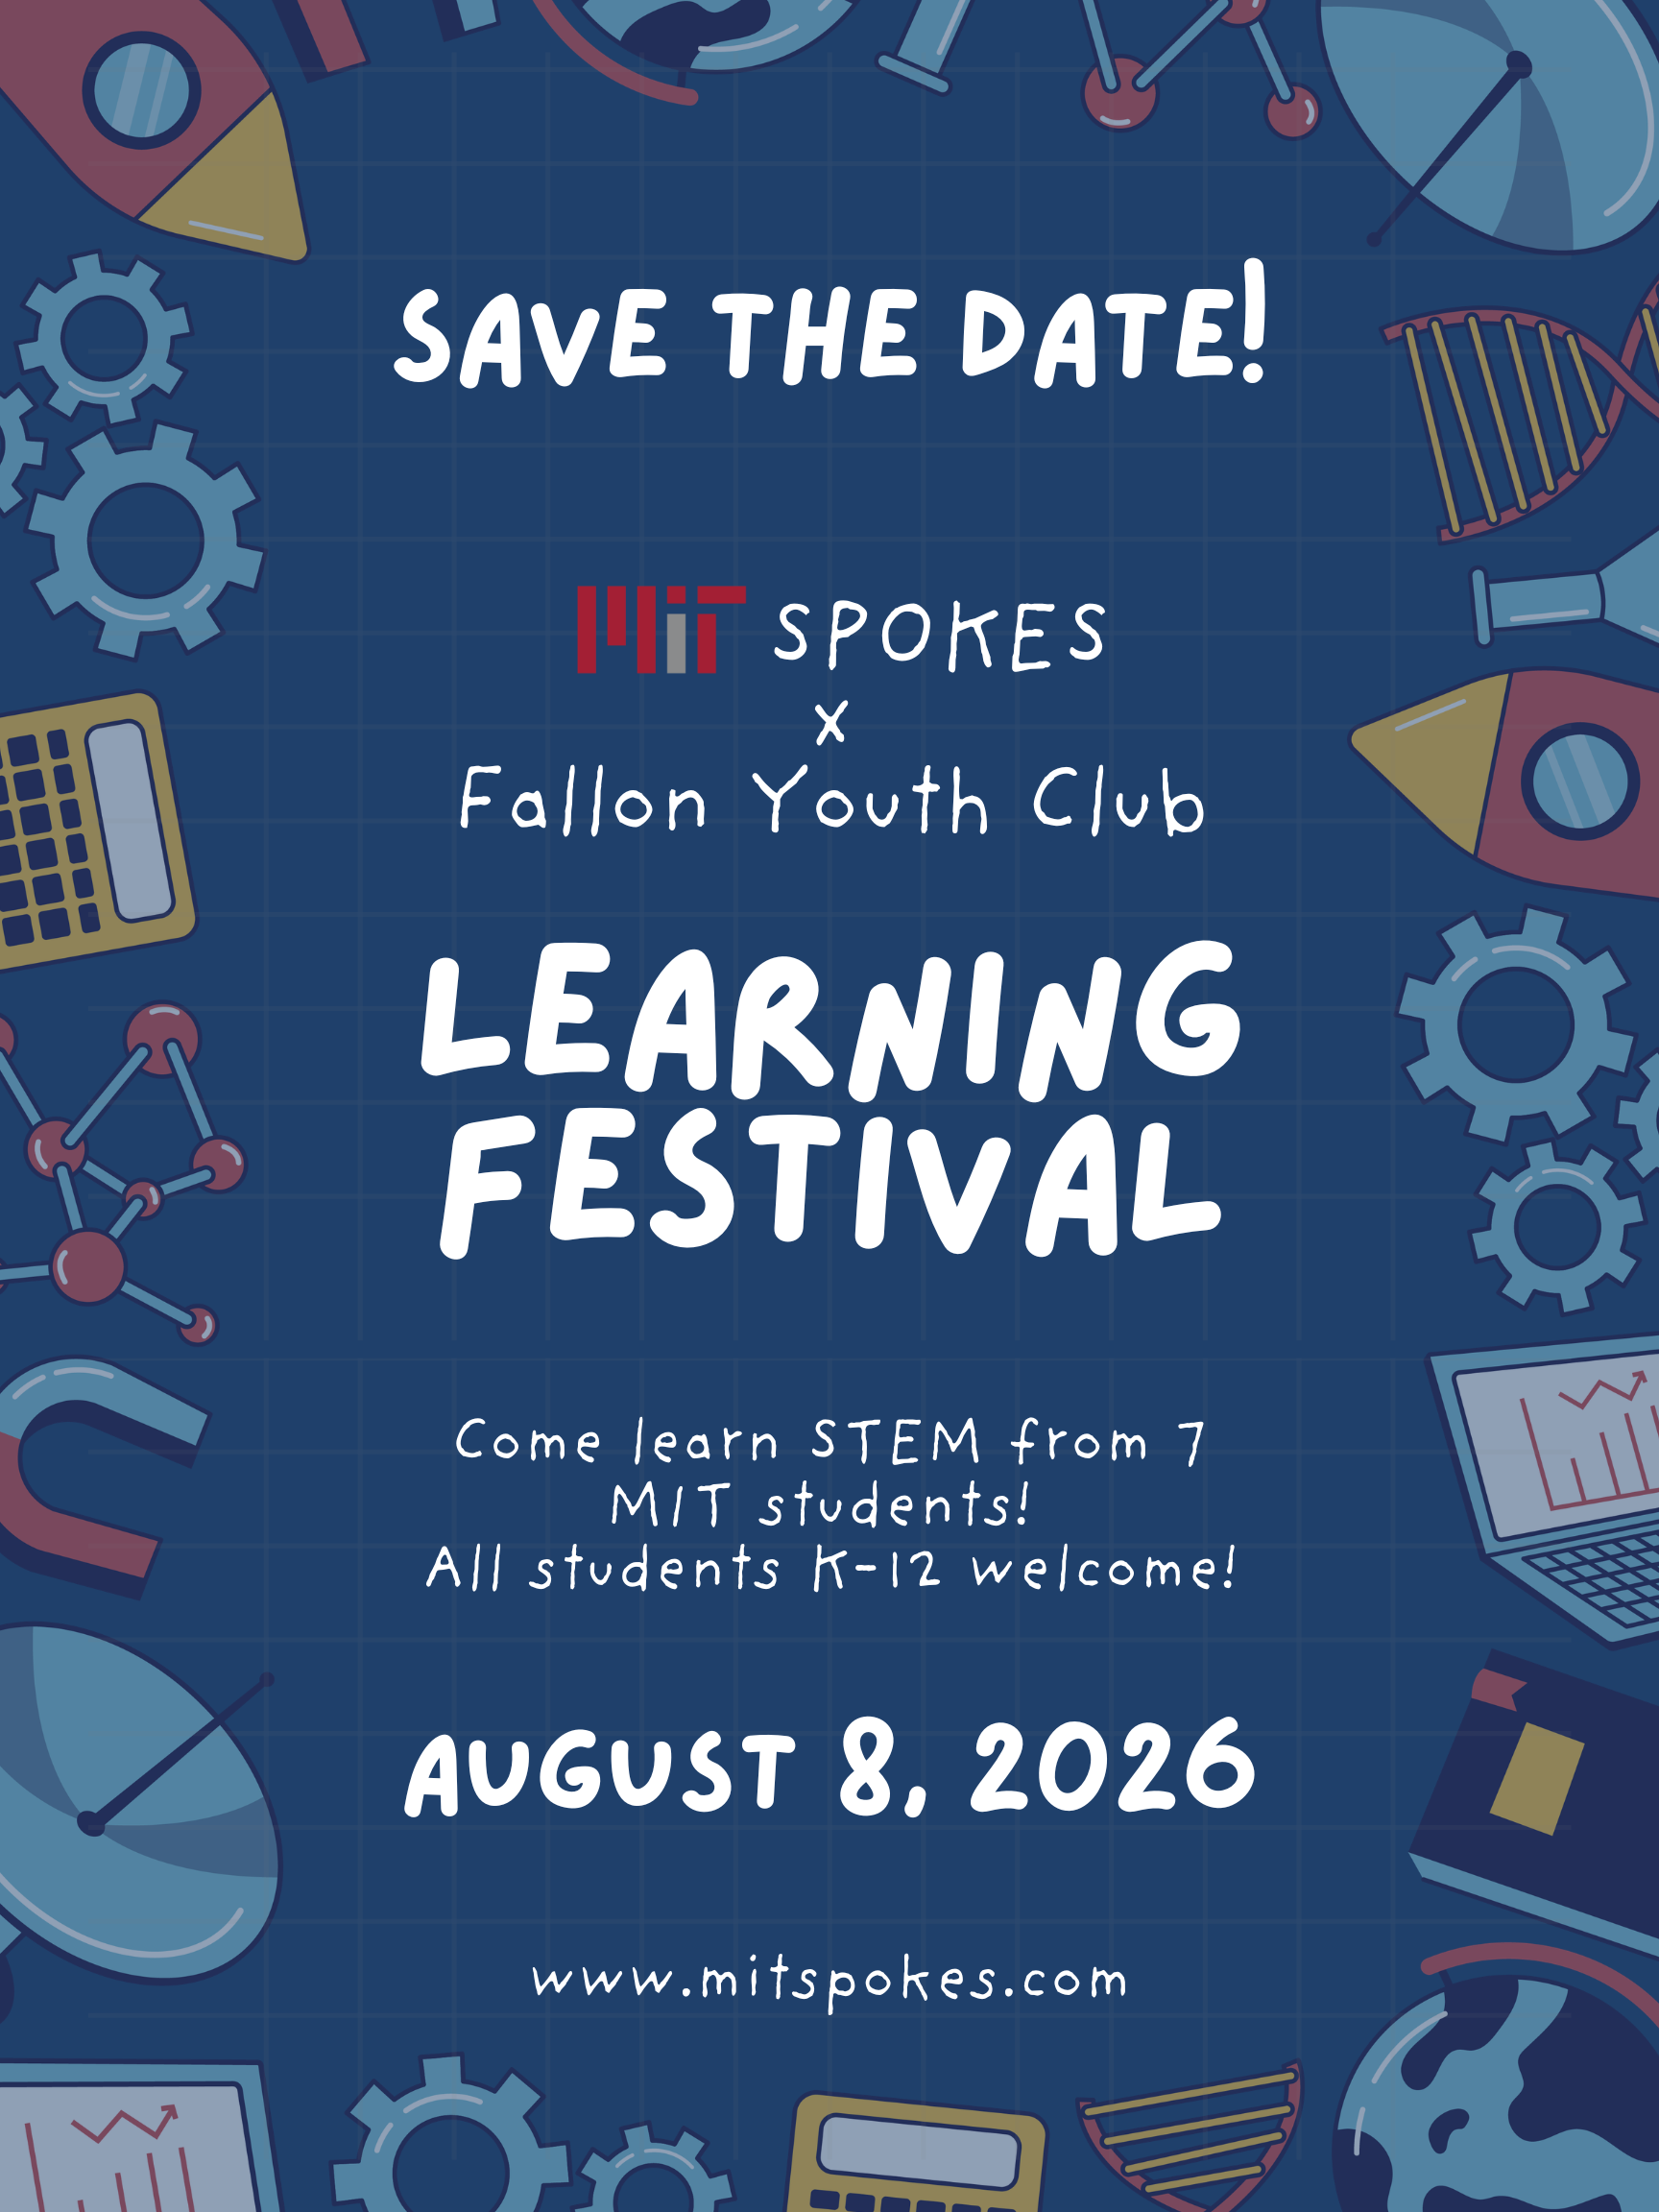 SAVE THE DATE!
MIT SPOKES
x
Fallon Youth Club
LEARNING
FESTIVAL
Come learn STEM from 7
MIT students!
All students K-12 welcome!
AUGUST 8, 2026
www.mitspokes.com